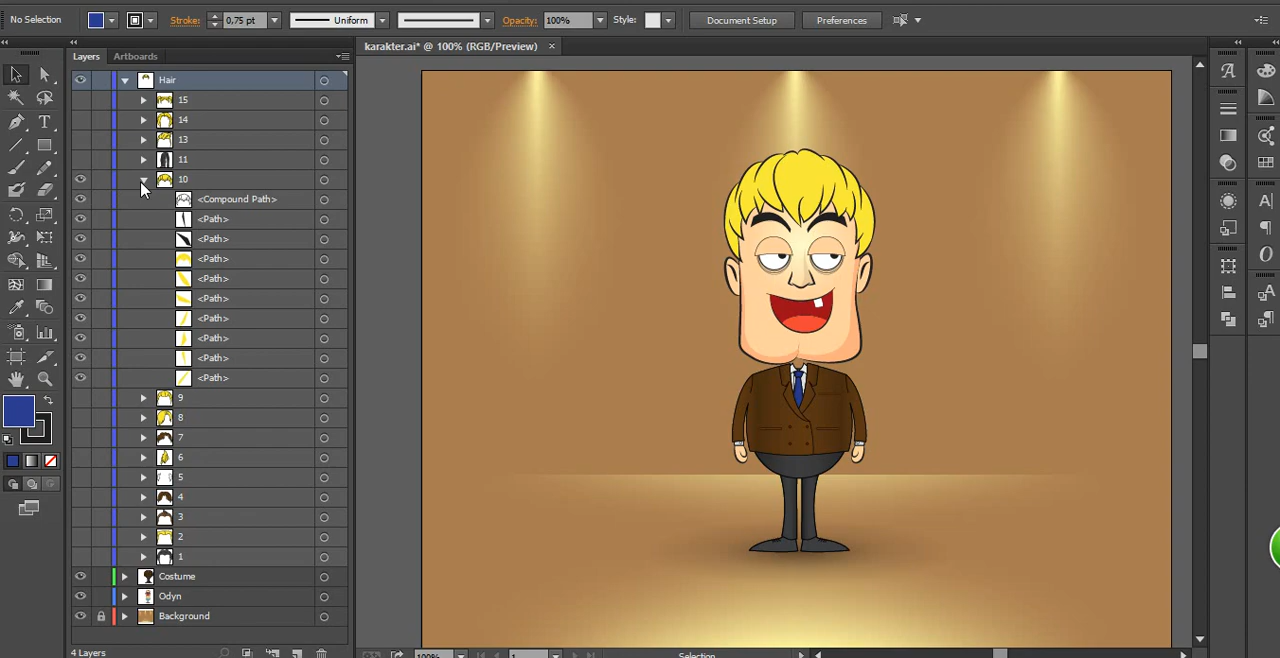 No Selection
Stroke: 0,75 pt Uniform Opacity: 100% Style: Document Setup Preferences
Layers Artboards
karakter.ai* @ 100% (RGB/Preview) ×
Hair
15
14
13
11
10
<Compound Path>
<Path>
<Path>
<Path>
<Path>
<Path>
<Path>
<Path>
<Path>
<Path>
9
8
7
6
5
4
3
2
1
Costume
Odyn
Background
4 Layers
100% 1 Selection